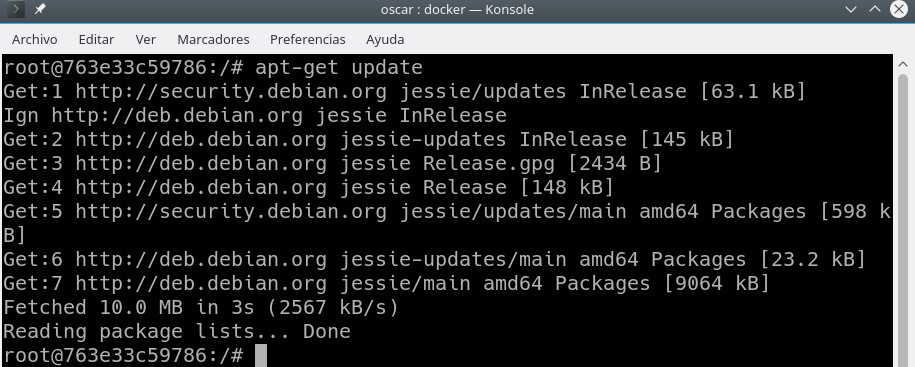 oscar : docker — Konsole
Archivo Editar Ver Marcadores Preferencias Ayuda
root@763e33c59786:/# apt-get update
Get:1 http://security.debian.org jessie/updates InRelease [63.1 kB]
Ign http://deb.debian.org jessie InRelease
Get:2 http://deb.debian.org jessie-updates InRelease [145 kB]
Get:3 http://deb.debian.org jessie Release.gpg [2434 B]
Get:4 http://deb.debian.org jessie Release [148 kB]
Get:5 http://security.debian.org jessie/updates/main amd64 Packages [598 k
B]
Get:6 http://deb.debian.org jessie-updates/main amd64 Packages [23.2 kB]
Get:7 http://deb.debian.org jessie/main amd64 Packages [9064 kB]
Fetched 10.0 MB in 3s (2567 kB/s)
Reading package lists... Done
root@763e33c59786:/#